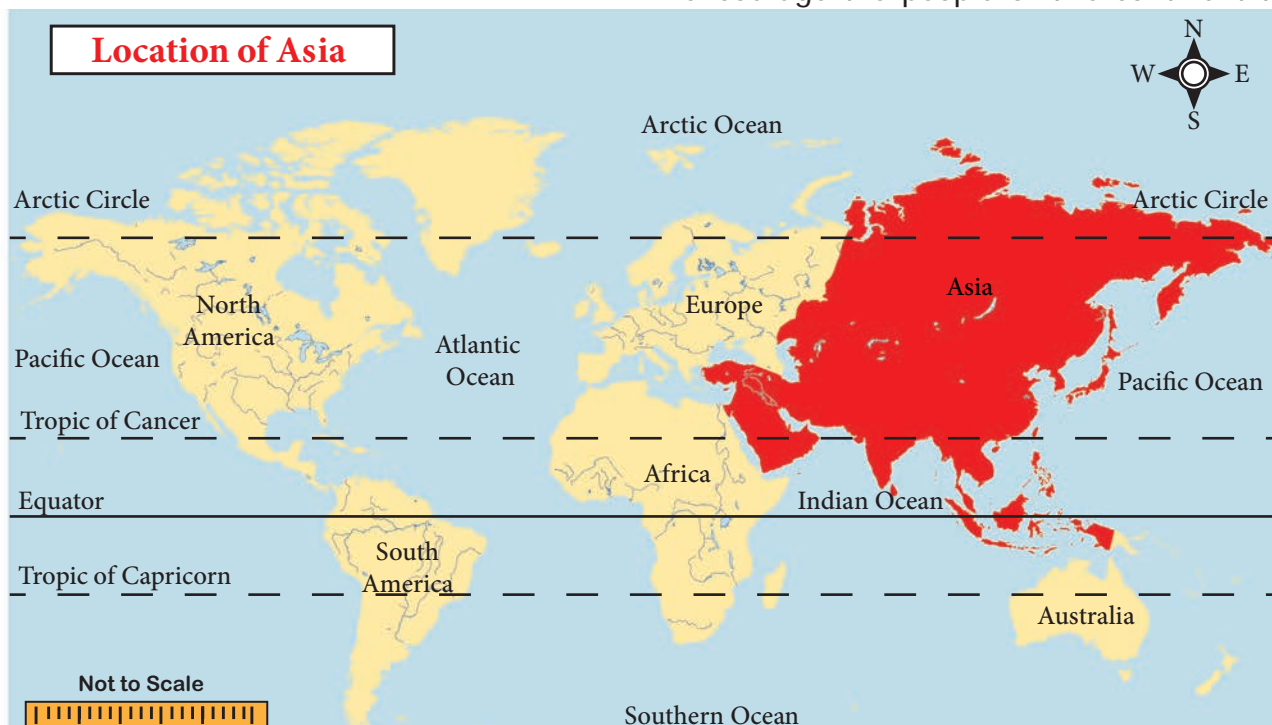 Location of Asia
N
W E
S
Arctic Ocean
Arctic Circle
Arctic Circle
North
America
Europe
Asia
Pacific Ocean
Atlantic
Ocean
Pacific Ocean
Tropic of Cancer
Africa
Indian Ocean
Equator
South
America
Tropic of Capricorn
Australia
Not to Scale
Southern Ocean